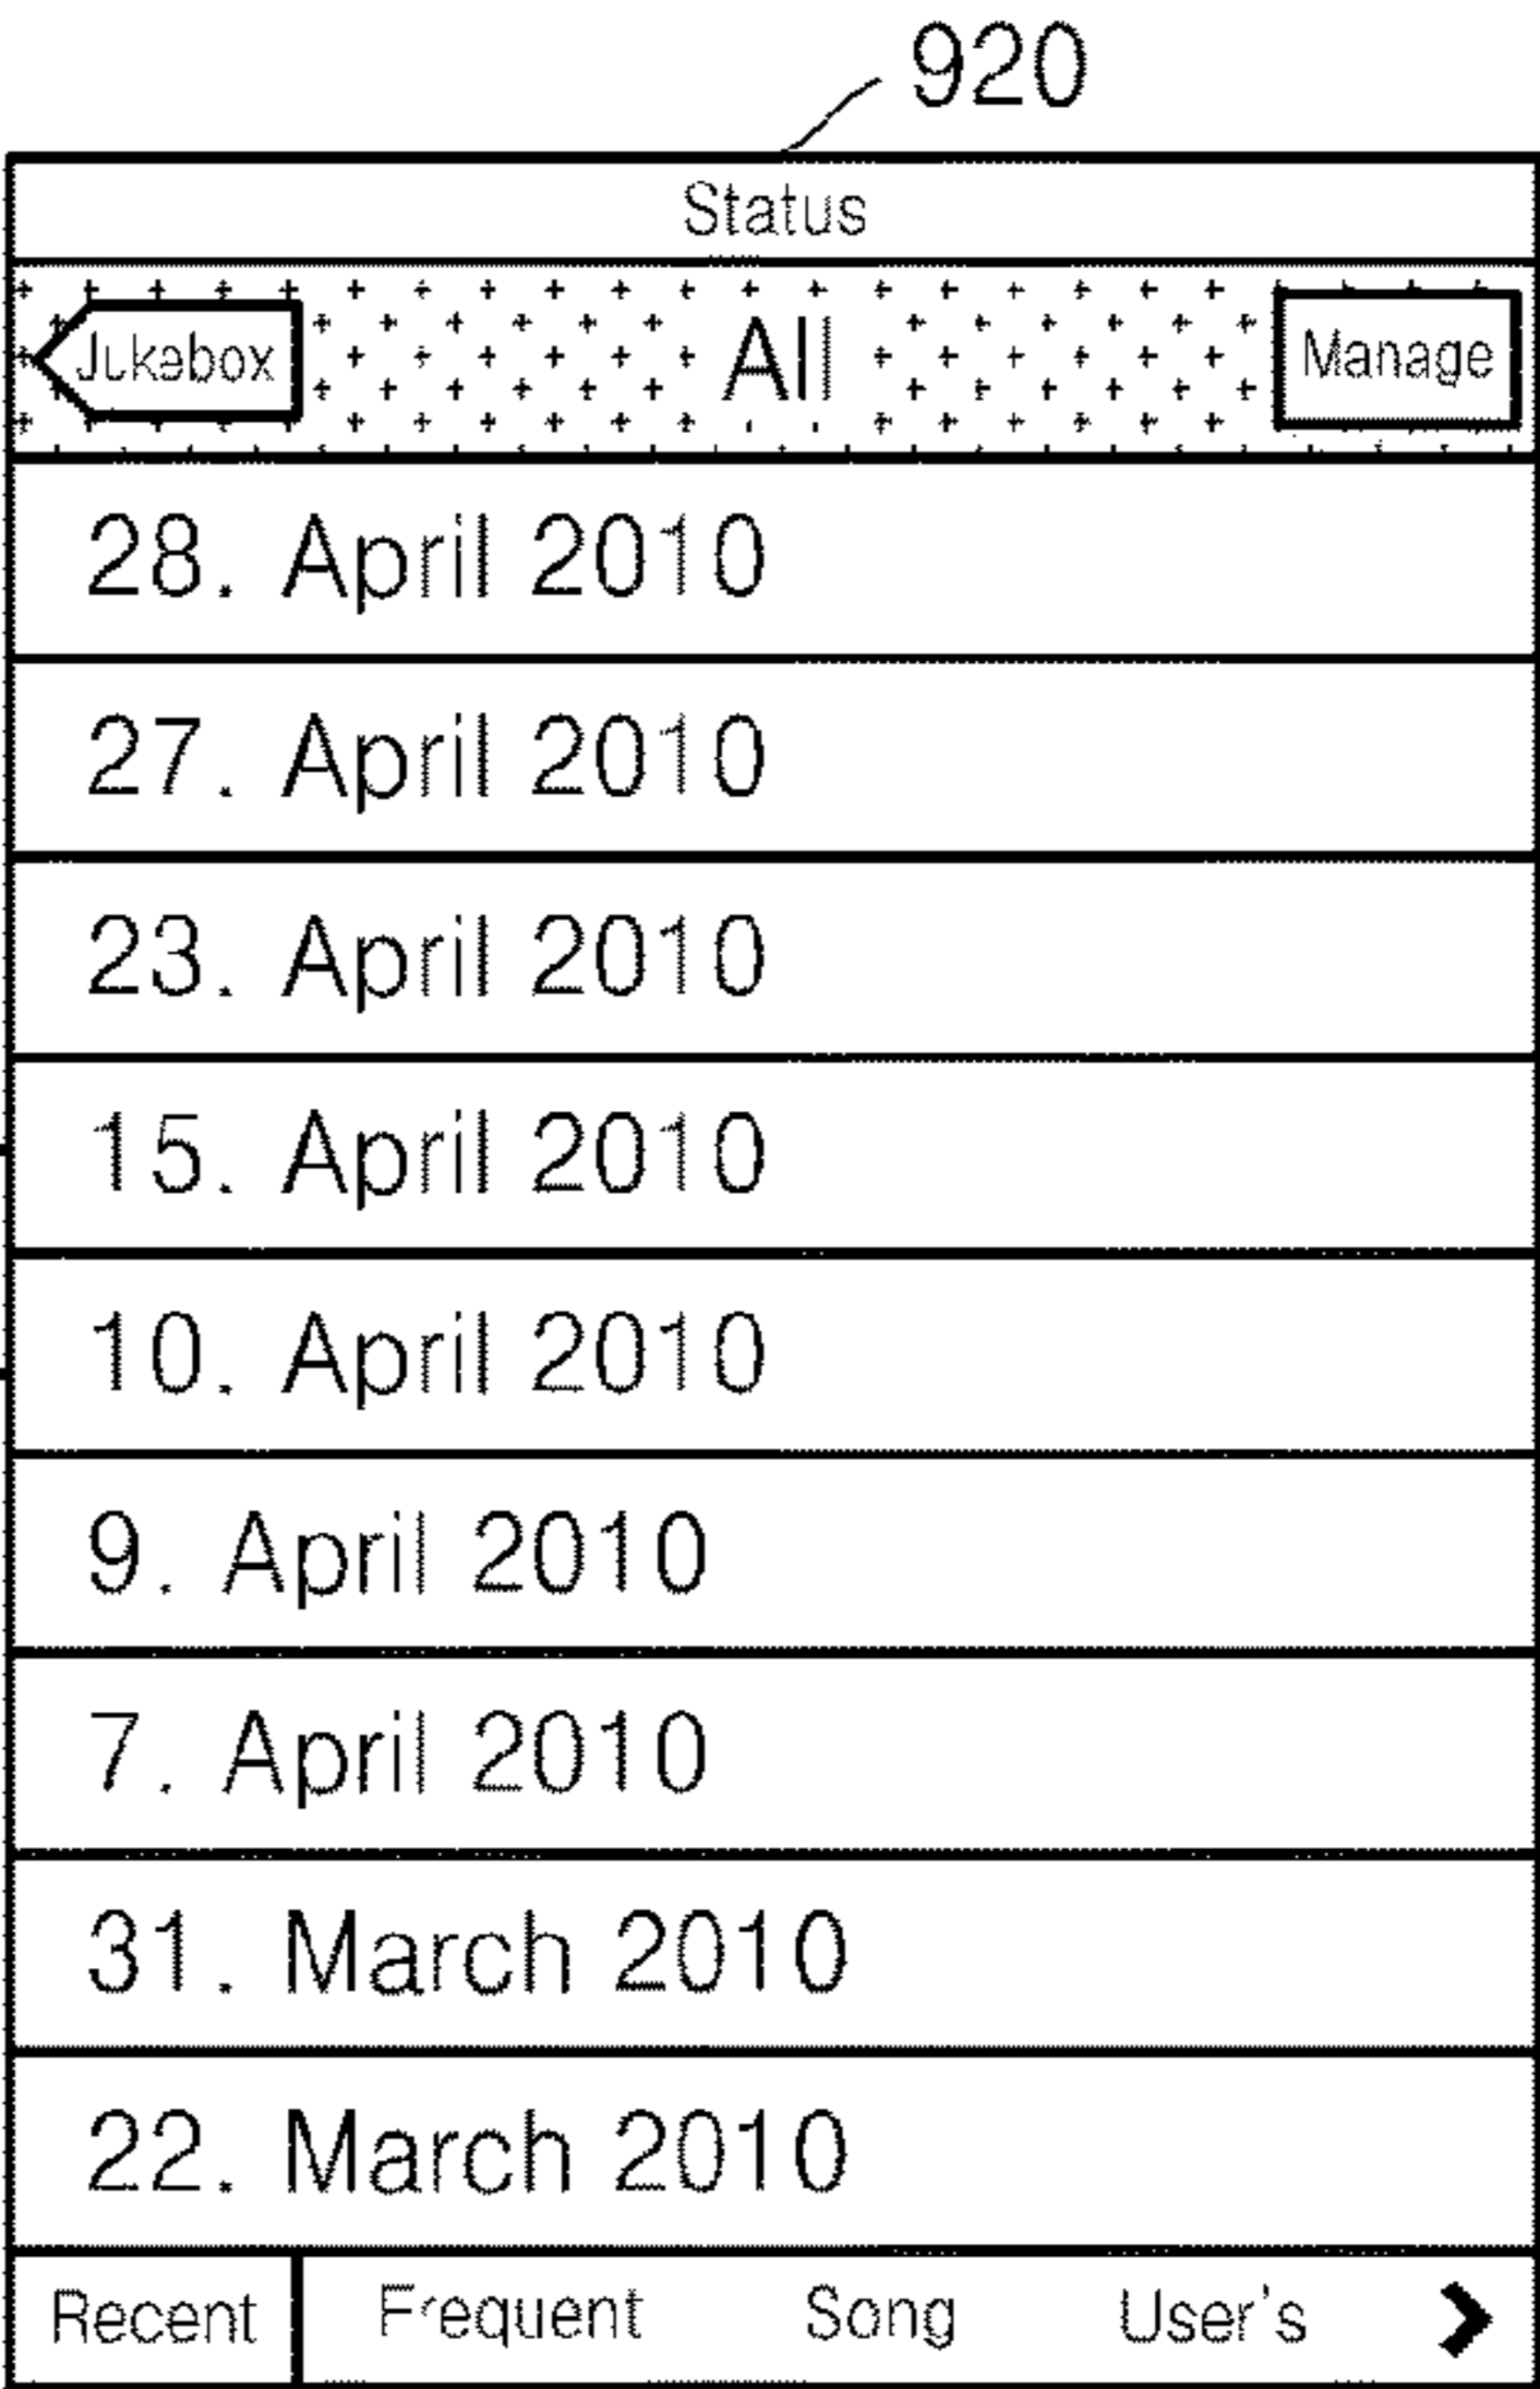 920
Status
Jukebox All Manage
28. April 2010
27. April 2010
23. April 2010
15. April 2010
10. April 2010
9. April 2010
7. April 2010
31. March 2010
22. March 2010
Recent Frequent Song User's